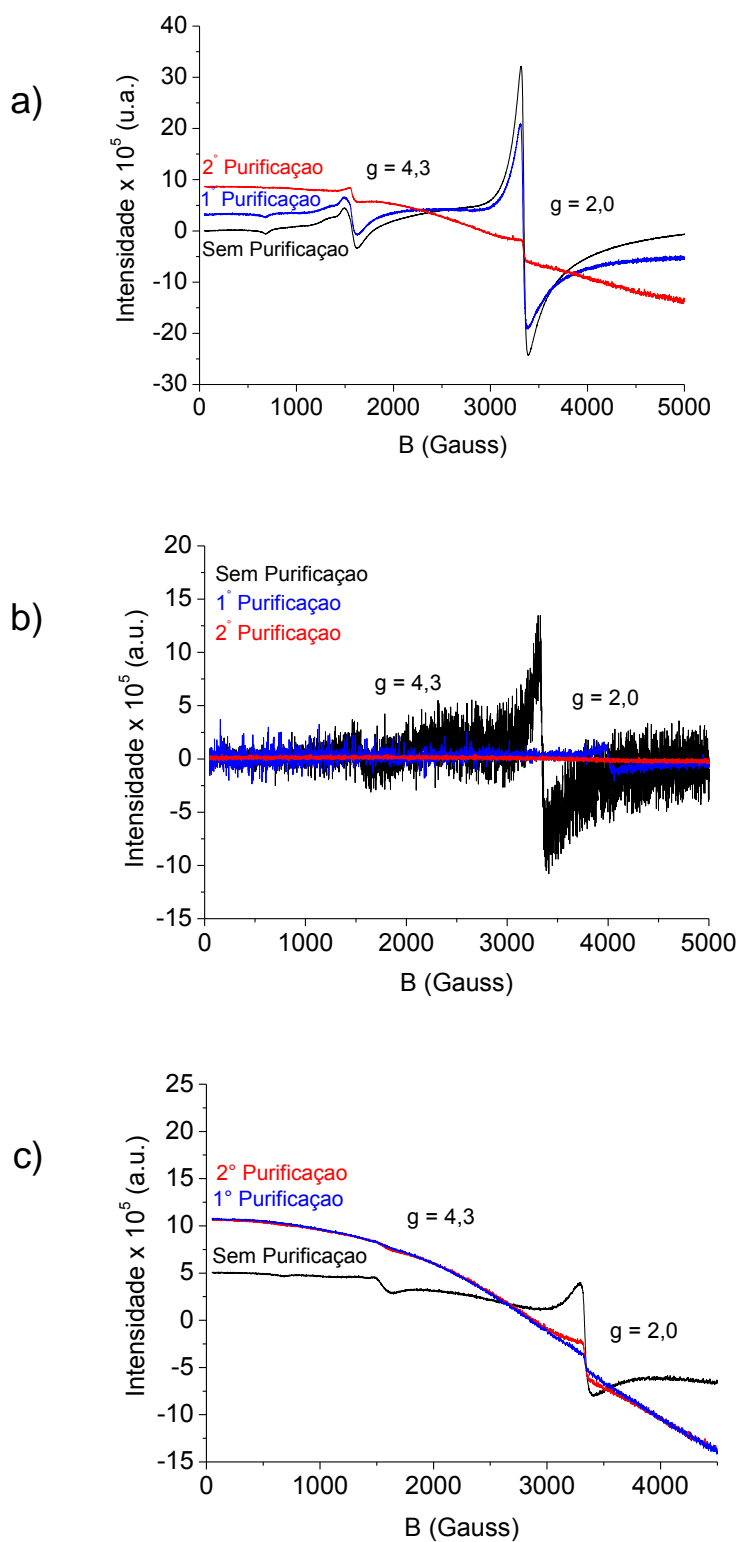 a)
Intensidade x 10⁵ (u.a.)
40
30
20
10
0
-10
-20
-30
2° Purificaçao
1° Purificaçao
Sem Purificaçao
g = 4,3
g = 2,0
0 1000 2000 3000 4000 5000
B (Gauss)
b)
Intensidade x 10⁵ (a.u.)
20
15
10
5
0
-5
-10
-15
Sem Purificaçao
1° Purificaçao
2° Purificaçao
g = 4,3
g = 2,0
0 1000 2000 3000 4000 5000
B (Gauss)
c)
Intensidade x 10⁵ (a.u.)
25
20
15
10
5
0
-5
-10
-15
2° Purificaçao
1° Purificaçao
Sem Purificaçao
g = 4,3
g = 2,0
0 1000 2000 3000 4000
B (Gauss)